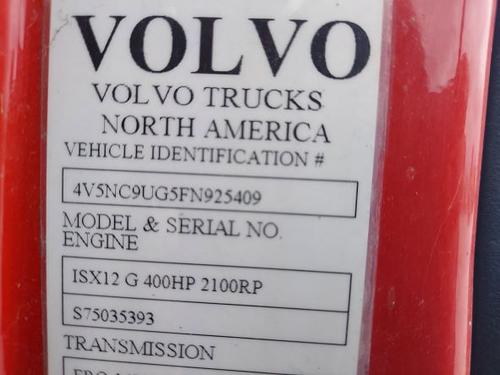 VOLVO
VOLVO TRUCKS
NORTH AMERICA
VEHICLE IDENTIFICATION #
4V5NC9UG5FN925409
MODEL & SERIAL NO.
ENGINE
ISX12 G 400HP 2100RP
S75035393
TRANSMISSION